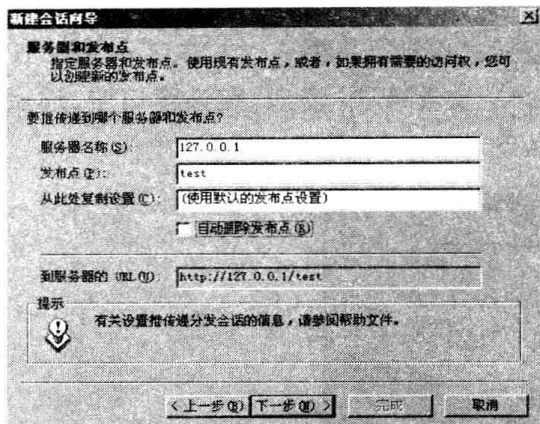 新建会话向导
服务器和发布点
指定服务器和发布点。使用现有发布点，或者，如果拥有需要的访问权，您可
以创建新的发布点。
要推传递到哪个服务器和发布点?
服务器名称(S): 127.0.0.1
发布点(P): test
从此处复制设置(C): (使用默认的发布点设置)
自动删除发布点(R)
到服务器的 URL(U): http://127.0.0.1/test
提示
有关设置推传递分发会话的信息，请参阅帮助文件。
<上一步(B) 下一步(N)> 完成 取消